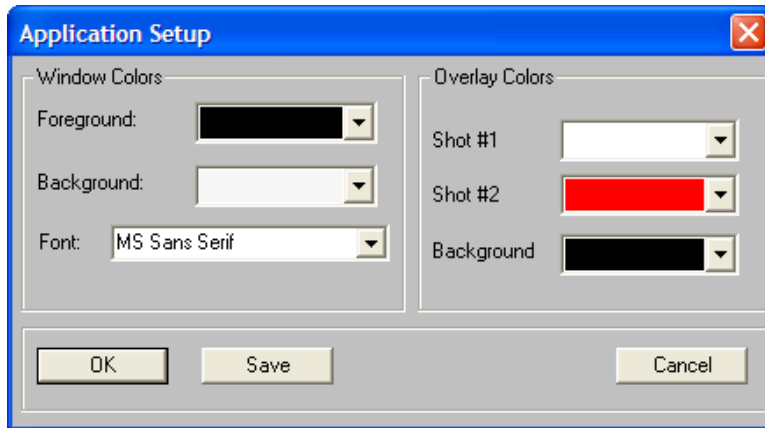 Application Setup
Window Colors
Foreground:
Background:
Font: MS Sans Serif
Overlay Colors
Shot #1
Shot #2
Background
OK Save Cancel